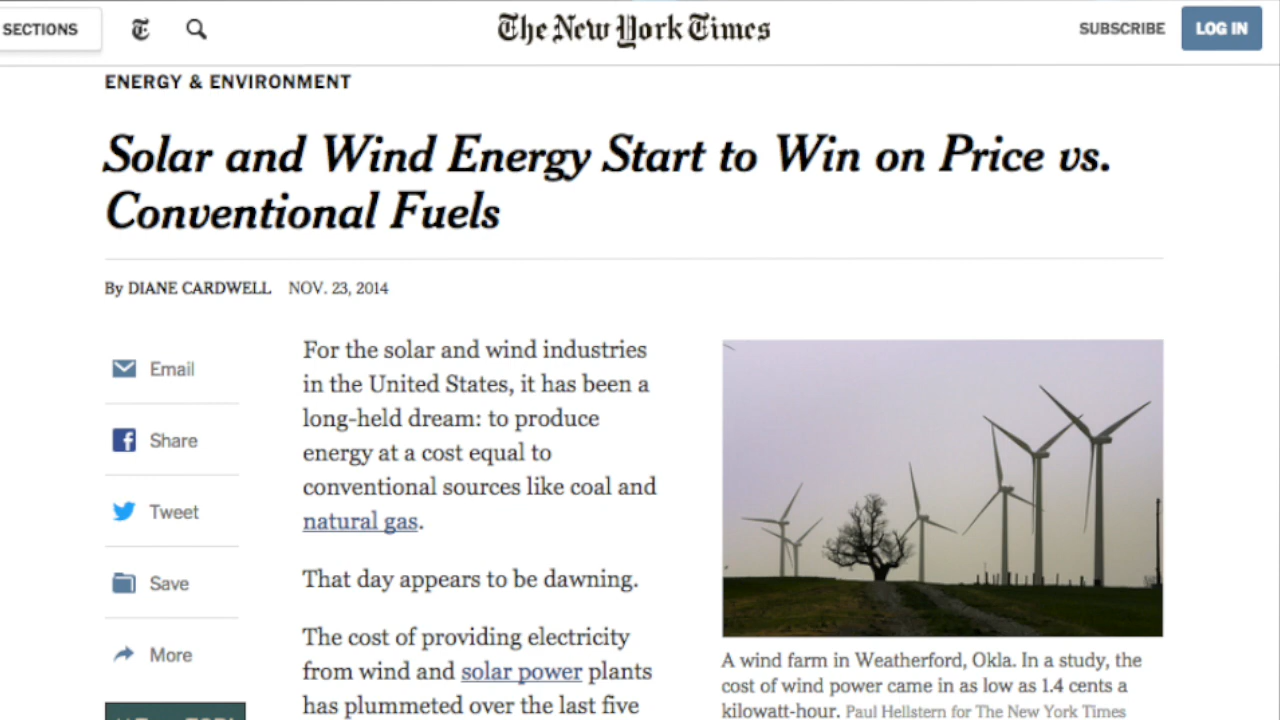 SECTIONS
The New York Times
SUBSCRIBE
LOG IN
ENERGY & ENVIRONMENT
Solar and Wind Energy Start to Win on Price vs.
Conventional Fuels
By DIANE CARDWELL NOV. 23, 2014
Email
Share
Tweet
Save
More
For the solar and wind industries
in the United States, it has been a
long-held dream: to produce
energy at a cost equal to
conventional sources like coal and
natural gas.
That day appears to be dawning.
The cost of providing electricity
from wind and solar power plants
has plummeted over the last five
A wind farm in Weatherford, Okla. In a study, the
cost of wind power came in as low as 1.4 cents a
kilowatt-hour. Paul Hellstern for The New York Times